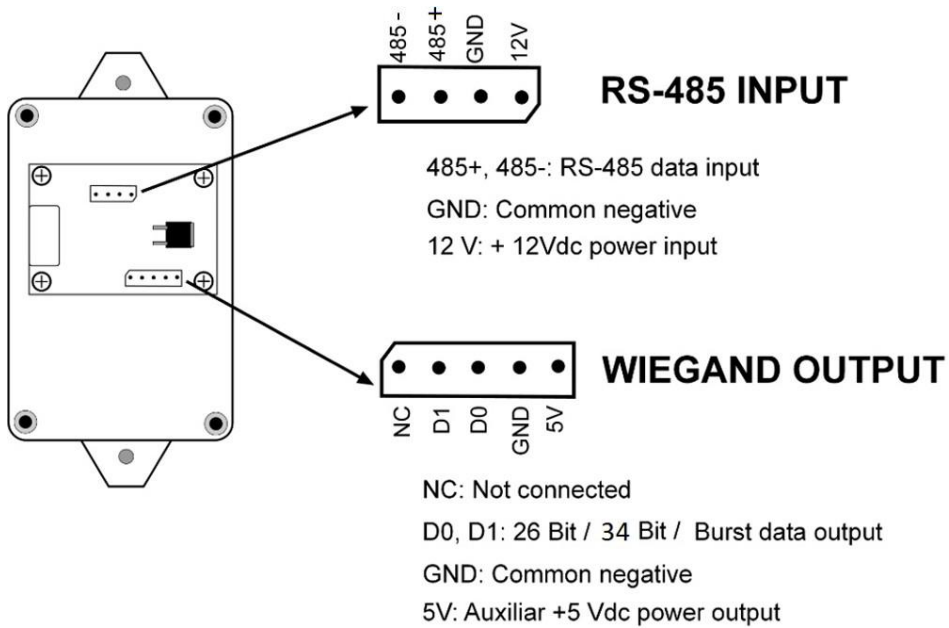 485-
485+
GND
12V
RS-485 INPUT
485+, 485-: RS-485 data input
GND: Common negative
12 V: + 12Vdc power input
WIEGAND OUTPUT
NC
D1
D0
GND
5V
NC: Not connected
D0, D1: 26 Bit / 34 Bit / Burst data output
GND: Common negative
5V: Auxiliar +5 Vdc power output